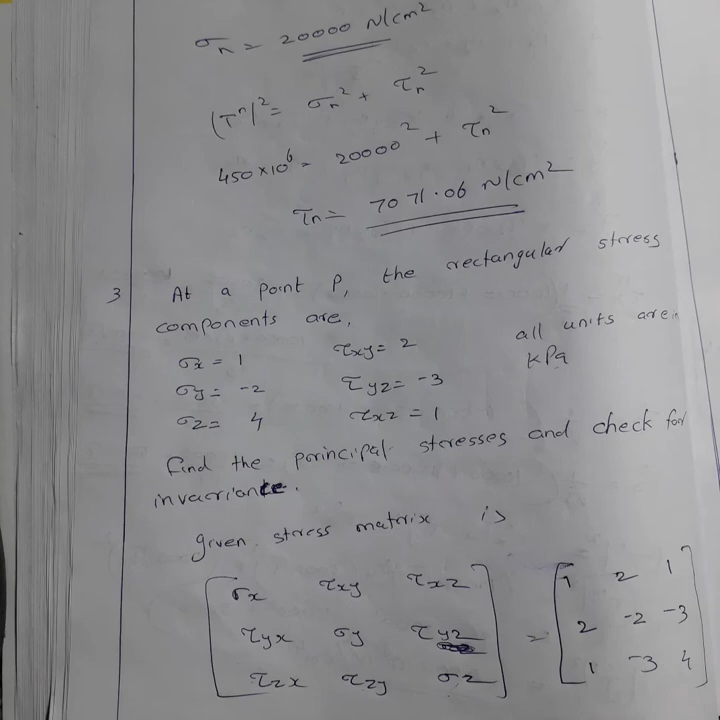 σn = 20000 N/cm²
(Tⁿ)² = σn² + τn²
450×10⁶ = 20000² + τn²
τn = 7071.06 N/cm²
3 At a point P, the rectangular stress
components are,
σx = 1 τxy = 2 all units are in
σy = -2 τyz = -3 kPa
σz = 4 τxz = 1
find the principal stresses and check for
invariance.
given stress matrix is
[σx τxy τxz] = [1 2 1]
[τyx σy τyz] [2 -2 -3]
[τzx τzy σz] [1 -3 4]